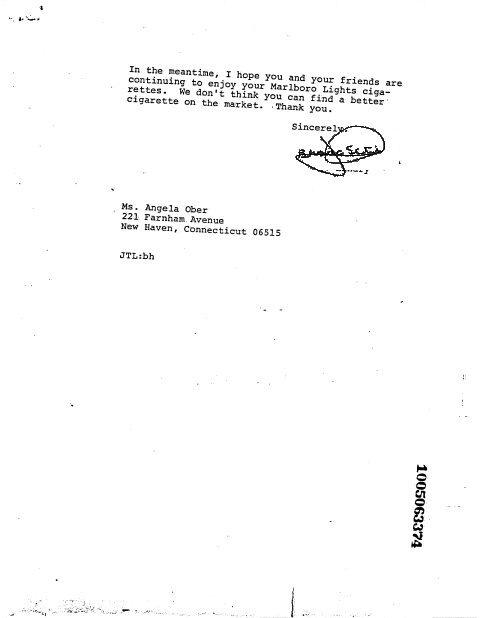 In the meantime, I hope you and your friends are
continuing to enjoy your Marlboro Lights ciga-
rettes. We don't think you can find a better
cigarette on the market. Thank you.
Sincerely,
Ms. Angela Ober
221 Farnham Avenue
New Haven, Connecticut 06515
JTL:bh
1005063374